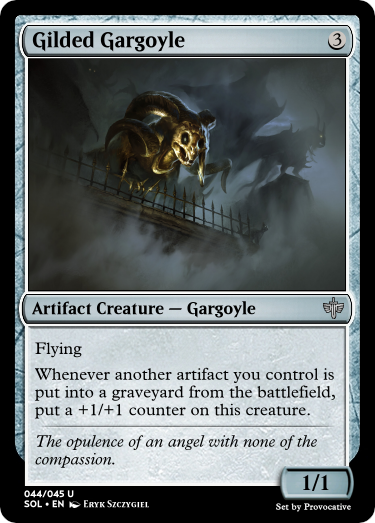 Gilded Gargoyle 3
Artifact Creature — Gargoyle
Flying
Whenever another artifact you control is
put into a graveyard from the battlefield,
put a +1/+1 counter on this creature.
The opulence of an angel with none of the
compassion.
1/1
044/045 U
SOL • EN Eryk Szczygieł
Set by Provocative